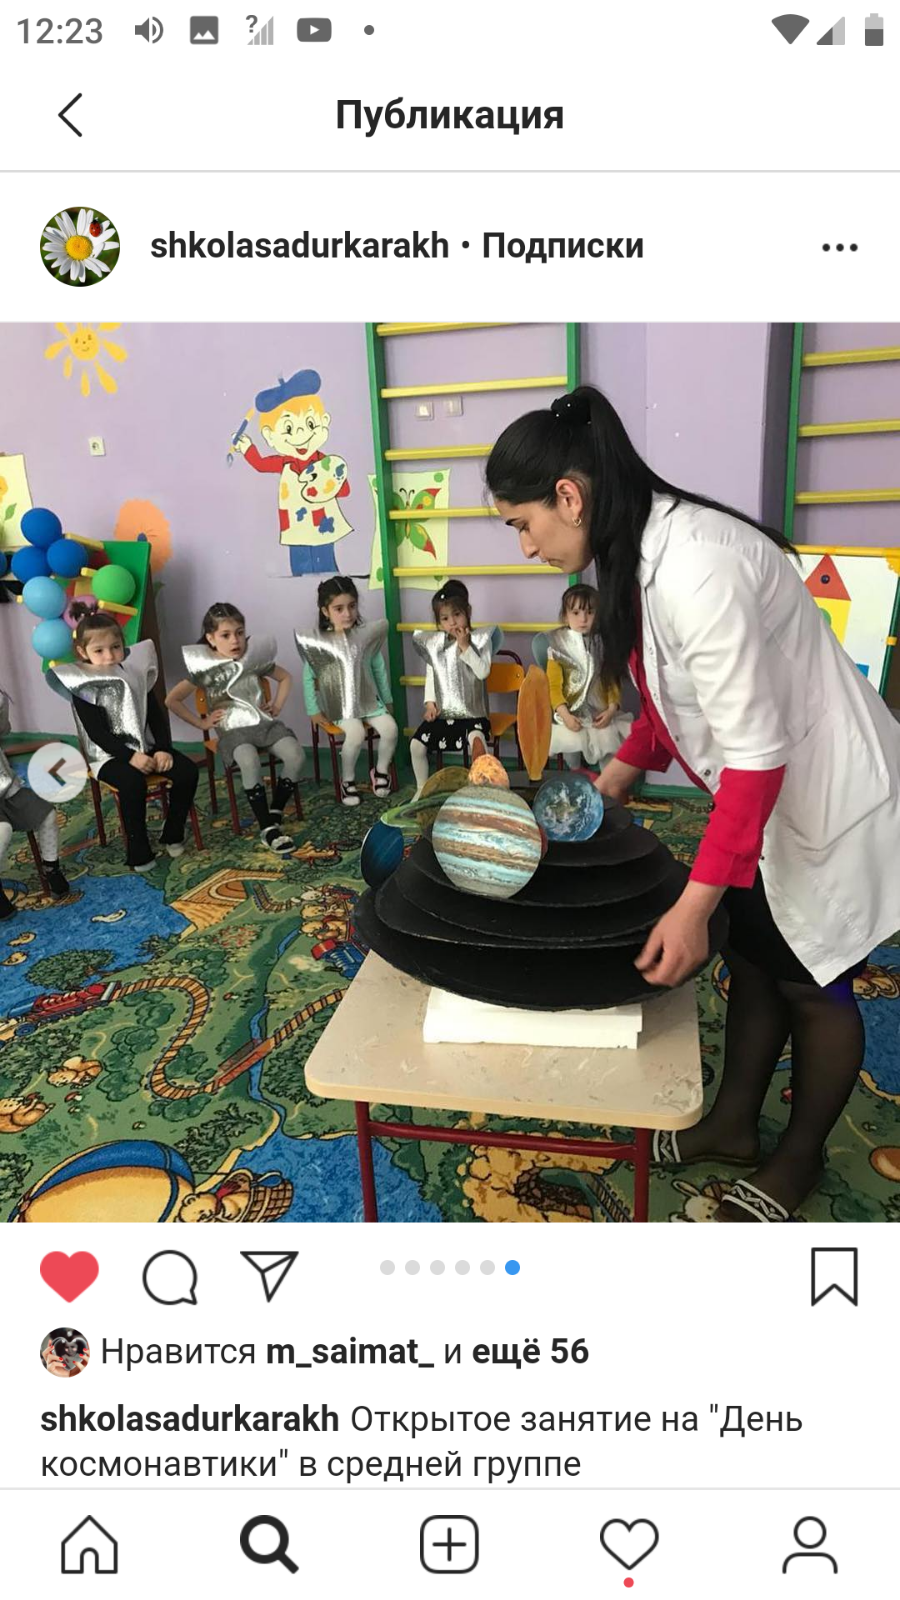 12:23
Публикация
shkolasadurkarakh • Подписки
Нравится m_saimat_ и ещё 56
shkolasadurkarakh Открытое занятие на "День
космонавтики" в средней группе